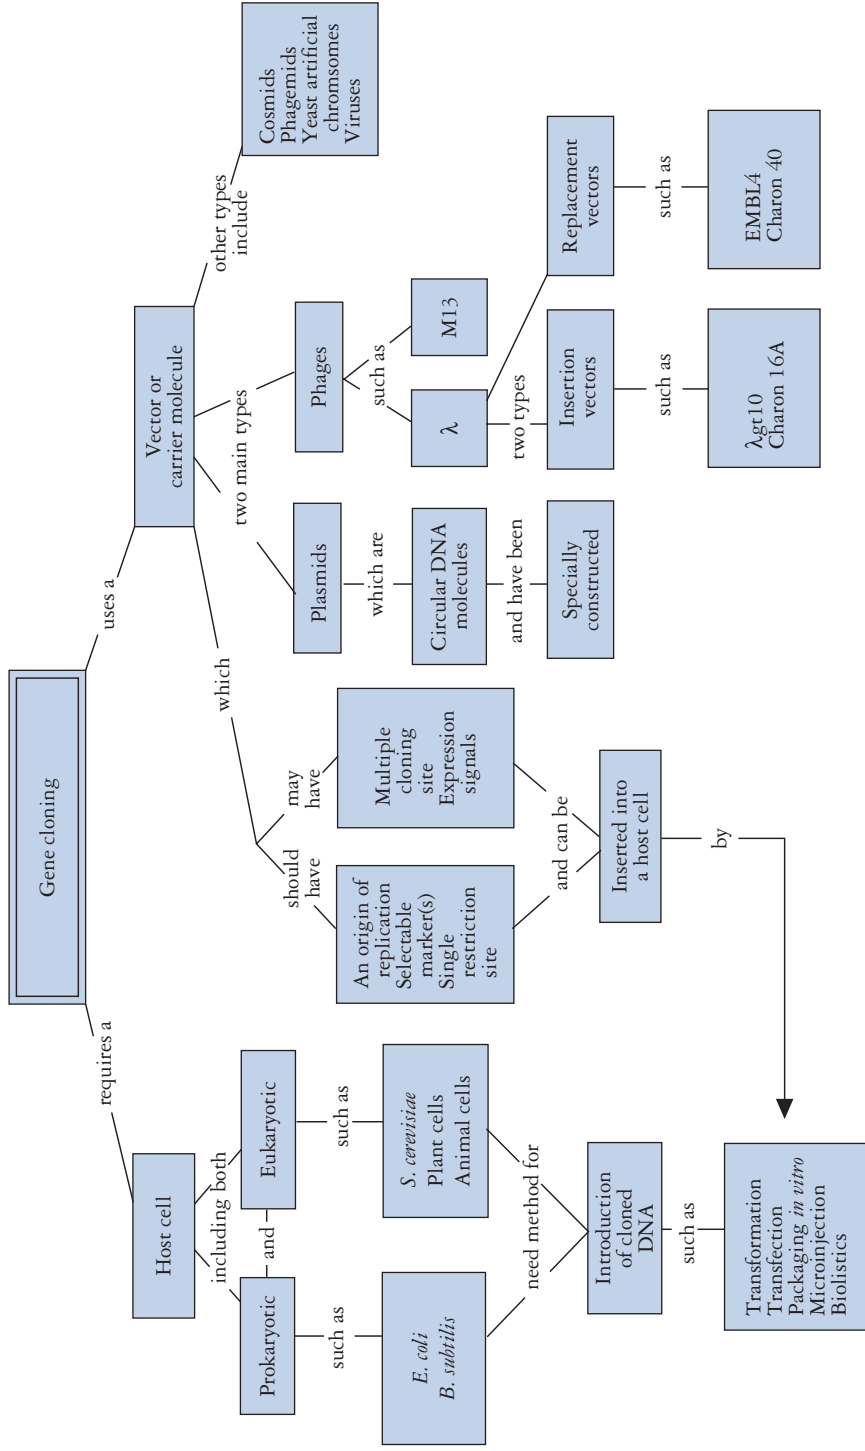 Gene cloning
requires a
uses a
Host cell
including both
Prokaryotic
and
Eukaryotic
such as
such as
E. coli
B. subtilis
S. cerevisiae
Plant cells
Animal cells
need method for
Introduction
of cloned
DNA
such as
Transformation
Transfection
Packaging in vitro
Microinjection
Biolistics
Vector or
carrier molecule
which
should
have
may
have
An origin of
replication
Selectable
marker(s)
Single
restriction
site
Multiple
cloning
site
Expression
signals
and can be
Inserted into
a host cell
by
two main types
Plasmids
which are
Circular DNA
molecules
and have been
Specially
constructed
Phages
such as
λ
M13
two types
Insertion
vectors
such as
λgt10
Charon 16A
Replacement
vectors
such as
EMBL4
Charon 40
other types
include
Cosmids
Phagemids
Yeast artificial
chromsomes
Viruses